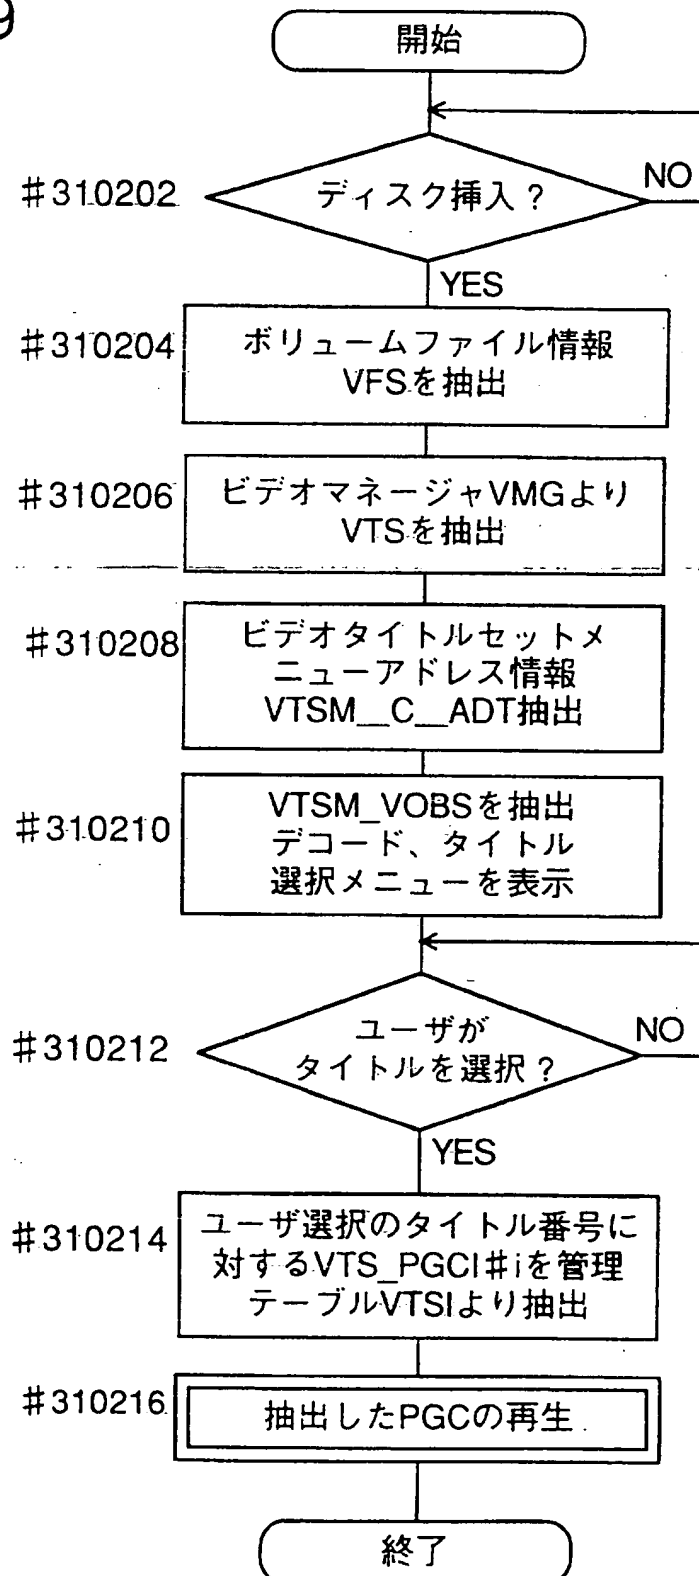 9
開始
#310202
ディスク挿入?
NO
YES
#310204
ボリュームファイル情報
VFSを抽出
#310206
ビデオマネージャVMGより
VTSを抽出
#310208
ビデオタイトルセットメ
ニューアドレス情報
VTSM__C__ADT抽出
#310210
VTSM_VOBSを抽出
デコード、タイトル
選択メニューを表示
#310212
ユーザが
タイトルを選択?
NO
YES
#310214
ユーザ選択のタイトル番号に
対するVTS_PGCI#iを管理
テーブルVTSIより抽出
#310216
抽出したPGCの再生
終了